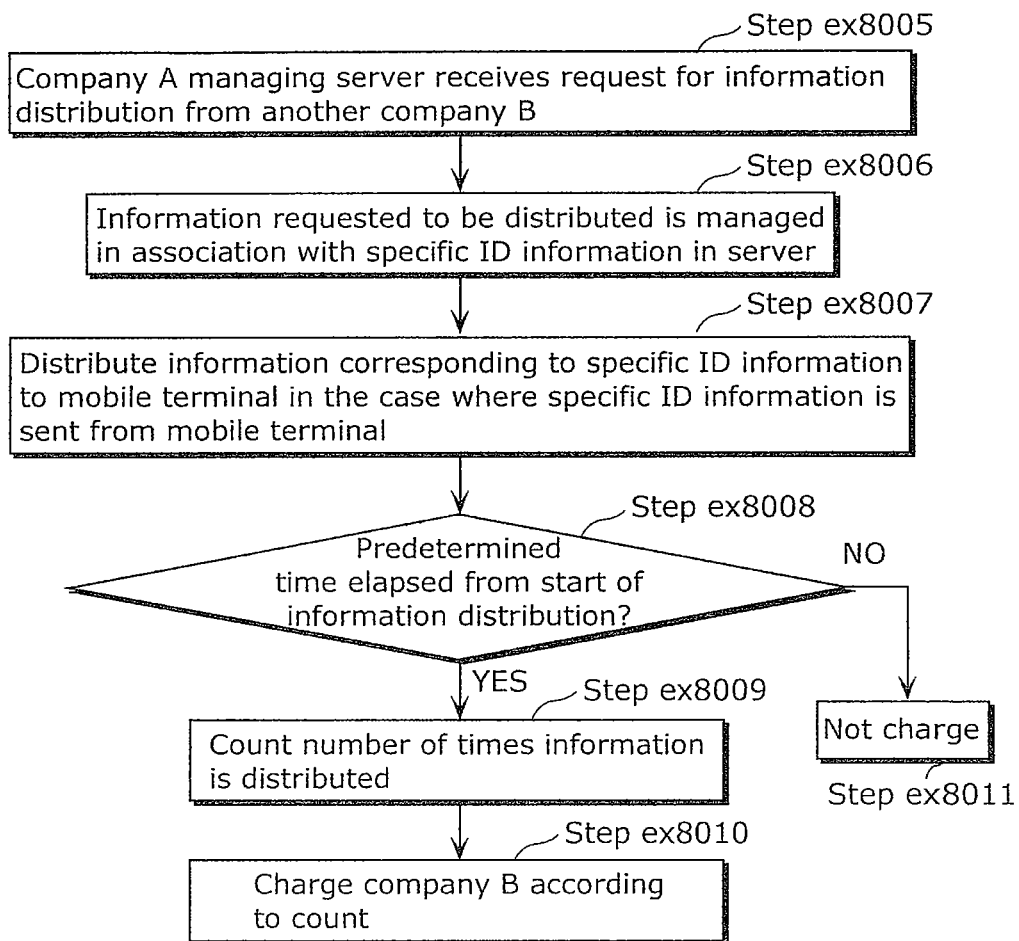 Step ex8005
Company A managing server receives request for information
distribution from another company B
Step ex8006
Information requested to be distributed is managed
in association with specific ID information in server
Step ex8007
Distribute information corresponding to specific ID information
to mobile terminal in the case where specific ID information is
sent from mobile terminal
Step ex8008
Predetermined
time elapsed from start of
information distribution?
NO
YES
Step ex8009
Count number of times information
is distributed
Not charge
Step ex8011
Step ex8010
Charge company B according
to count